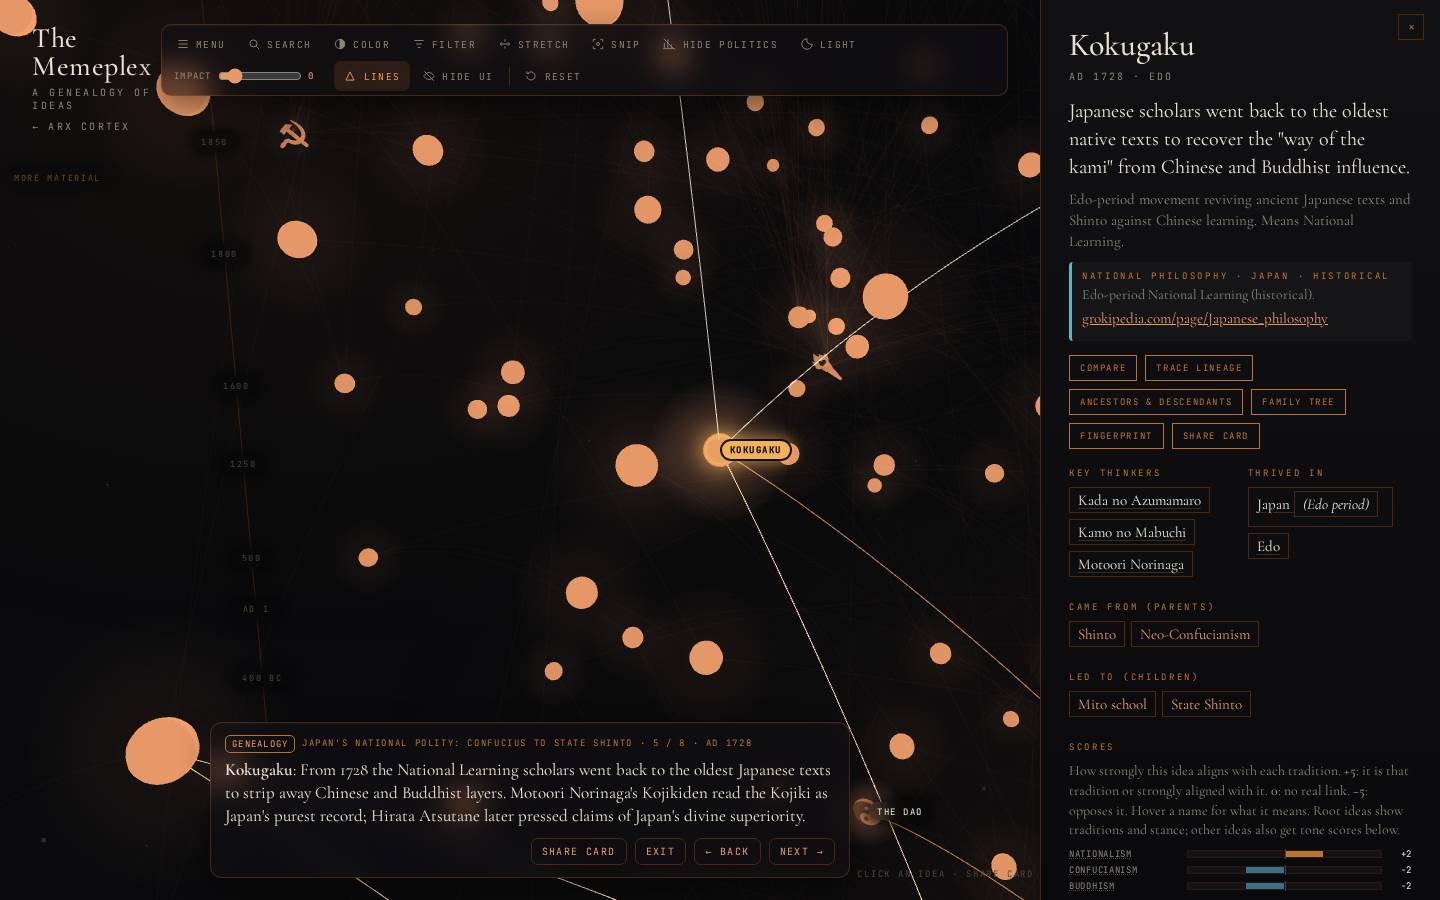 The
Memeplex
A GENEALOGY OF
IDEAS
← ARX CORTEX
MORE MATERIAL
MENU
SEARCH
COLOR
FILTER
STRETCH
SNIP
HIDE POLITICS
LIGHT
IMPACT
0
LINES
HIDE UI
RESET
1850
1800
1600
1250
500
AD 1
400 BC
KOKUGAKU
THE DAO
GENEALOGY JAPAN'S NATIONAL POLITY: CONFUCIUS TO STATE SHINTO · 5 / 8 · AD 1728
Kokugaku: From 1728 the National Learning scholars went back to the oldest Japanese texts
to strip away Chinese and Buddhist layers. Motoori Norinaga's Kojikiden read the Kojiki as
Japan's purest record; Hirata Atsutane later pressed claims of Japan's divine superiority.
SHARE CARD
EXIT
← BACK
NEXT →
CLICK AN IDEA · SHARE CARD
×
Kokugaku
AD 1728 · EDO
Japanese scholars went back to the oldest
native texts to recover the "way of the
kami" from Chinese and Buddhist influence.
Edo-period movement reviving ancient Japanese texts and
Shinto against Chinese learning. Means National
Learning.
NATIONAL PHILOSOPHY · JAPAN · HISTORICAL
Edo-period National Learning (historical).
grokipedia.com/page/Japanese_philosophy
COMPARE
TRACE LINEAGE
ANCESTORS & DESCENDANTS
FAMILY TREE
FINGERPRINT
SHARE CARD
KEY THINKERS
Kada no Azumamaro
Kamo no Mabuchi
Motoori Norinaga
THRIVED IN
Japan (Edo period)
Edo
CAME FROM (PARENTS)
Shinto
Neo-Confucianism
LED TO (CHILDREN)
Mito school
State Shinto
SCORES
How strongly this idea aligns with each tradition. +5: it is that
tradition or strongly aligned with it. 0: no real link. −5:
opposes it. Hover a name for what it means. Root ideas show
traditions and stance; other ideas also get tone scores below.
NATIONALISM +2
CONFUCIANISM -2
BUDDHISM -2